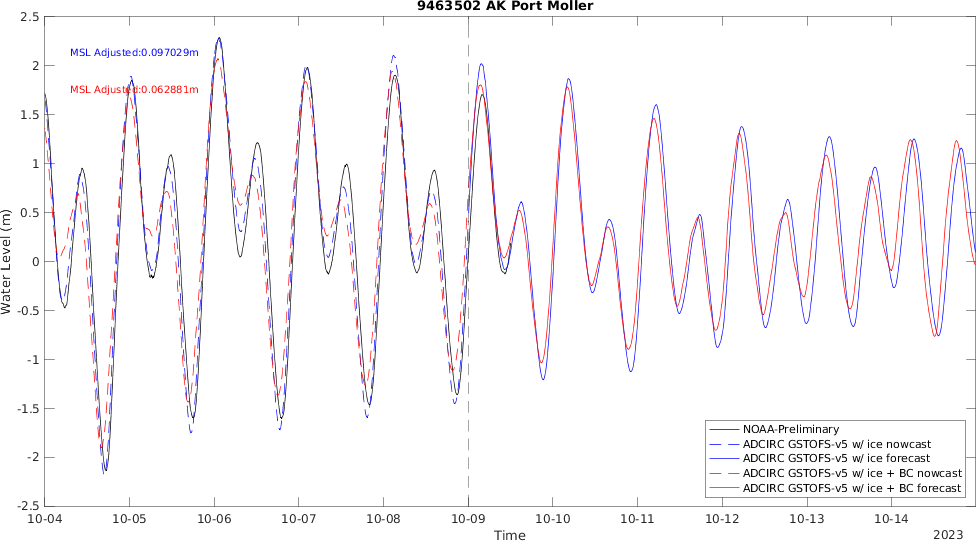 9463502 AK Port Moller
2.5
2
1.5
1
0.5
0
-0.5
-1
-1.5
-2
-2.5
Water Level (m)
MSL Adjusted:0.097029m
MSL Adjusted:0.062881m
NOAA-Preliminary
ADCIRC GSTOFS-v5 w/ ice nowcast
ADCIRC GSTOFS-v5 w/ ice forecast
ADCIRC GSTOFS-v5 w/ ice + BC nowcast
ADCIRC GSTOFS-v5 w/ ice + BC forecast
10-04 10-05 10-06 10-07 10-08 10-09 10-10 10-11 10-12 10-13 10-14
Time
2023